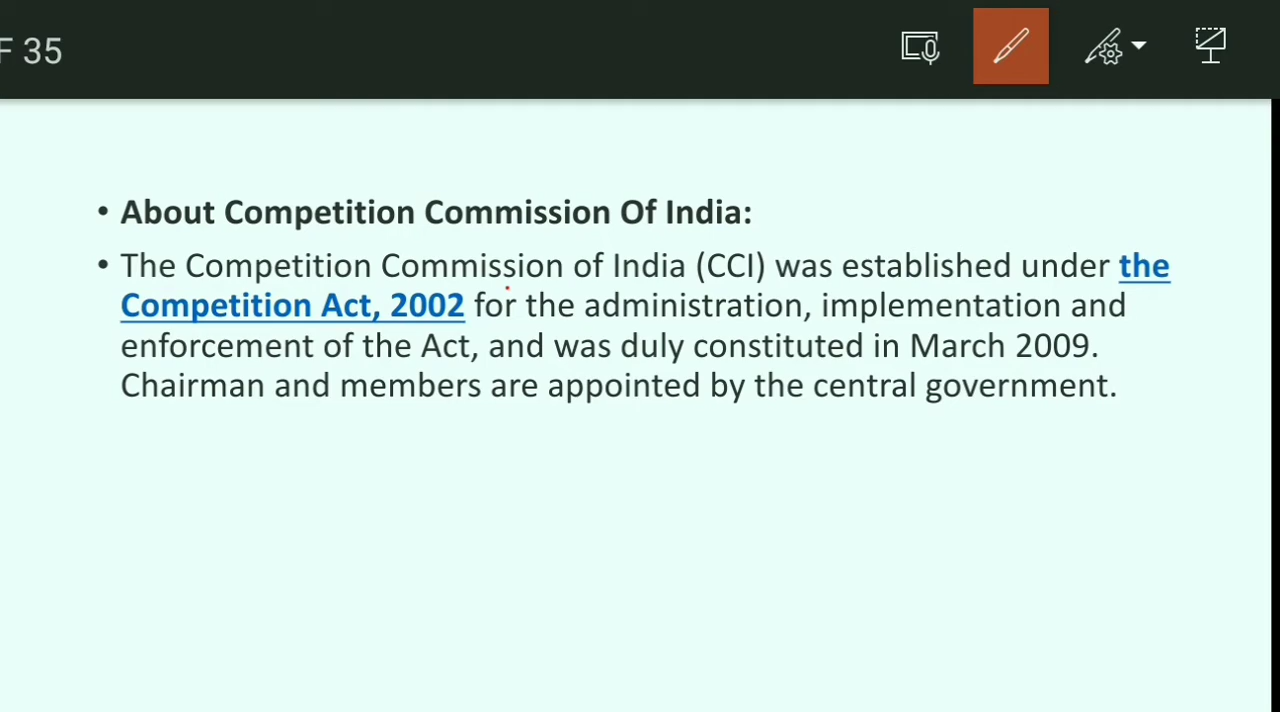 F 35
• About Competition Commission Of India:
• The Competition Commission of India (CCI) was established under the
Competition Act, 2002 for the administration, implementation and
enforcement of the Act, and was duly constituted in March 2009.
Chairman and members are appointed by the central government.